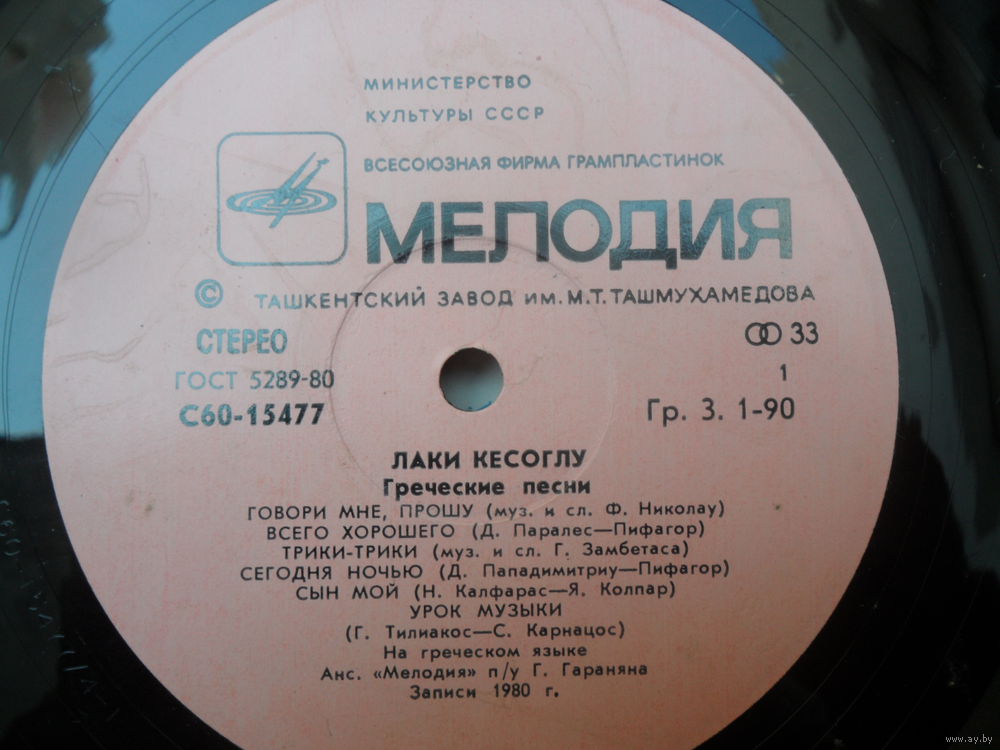 МИНИСТЕРСТВО
КУЛЬТУРЫ СССР
ВСЕСОЮЗНАЯ ФИРМА ГРАМПЛАСТИНОК
МЕЛОДИЯ
© ТАШКЕНТСКИЙ ЗАВОД ИМ. М. Т. ТАШМУХАМЕДОВА
СТЕРЕО
33
ГОСТ 5289-80
1
С60-15477
Гр. 3. 1-90
ЛАКИ КЕСОГЛУ
Греческие песни
ГОВОРИ МНЕ, ПРОШУ (муз. и сл. Ф. Николау)
ВСЕГО ХОРОШЕГО (Д. Паралес—Пифагор)
ТРИКИ-ТРИКИ (муз. и сл. Г. Замбетаса)
СЕГОДНЯ НОЧЬЮ (Д. Пападимитриу—Пифагор)
СЫН МОЙ (Н. Калфарас—Я. Колпар)
УРОК МУЗЫКИ
(Г. Тилиакос—С. Карнацос)
На греческом языке
Анс. «Мелодия» п/у Г. Гараняна
Записи 1980 г.
www.ay.by